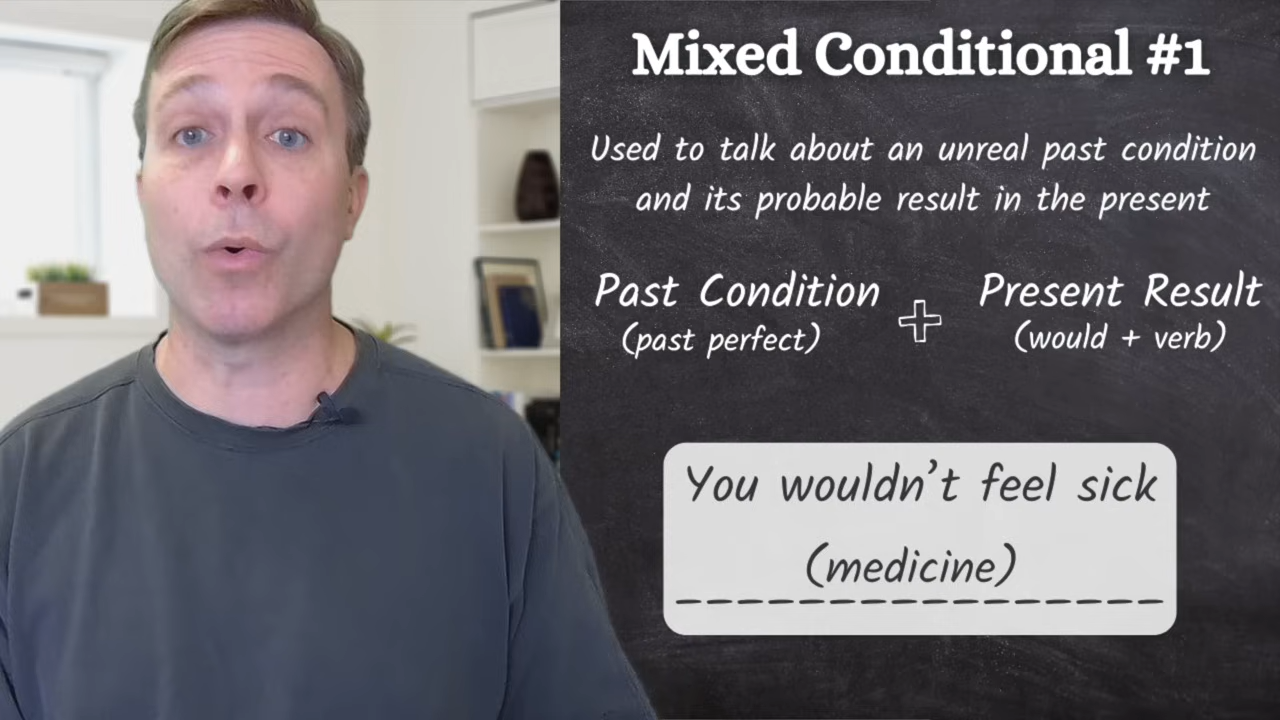 Mixed Conditional #1
Used to talk about an unreal past condition
and its probable result in the present
Past Condition + Present Result
(past perfect) (would + verb)
You wouldn’t feel sick
(medicine)